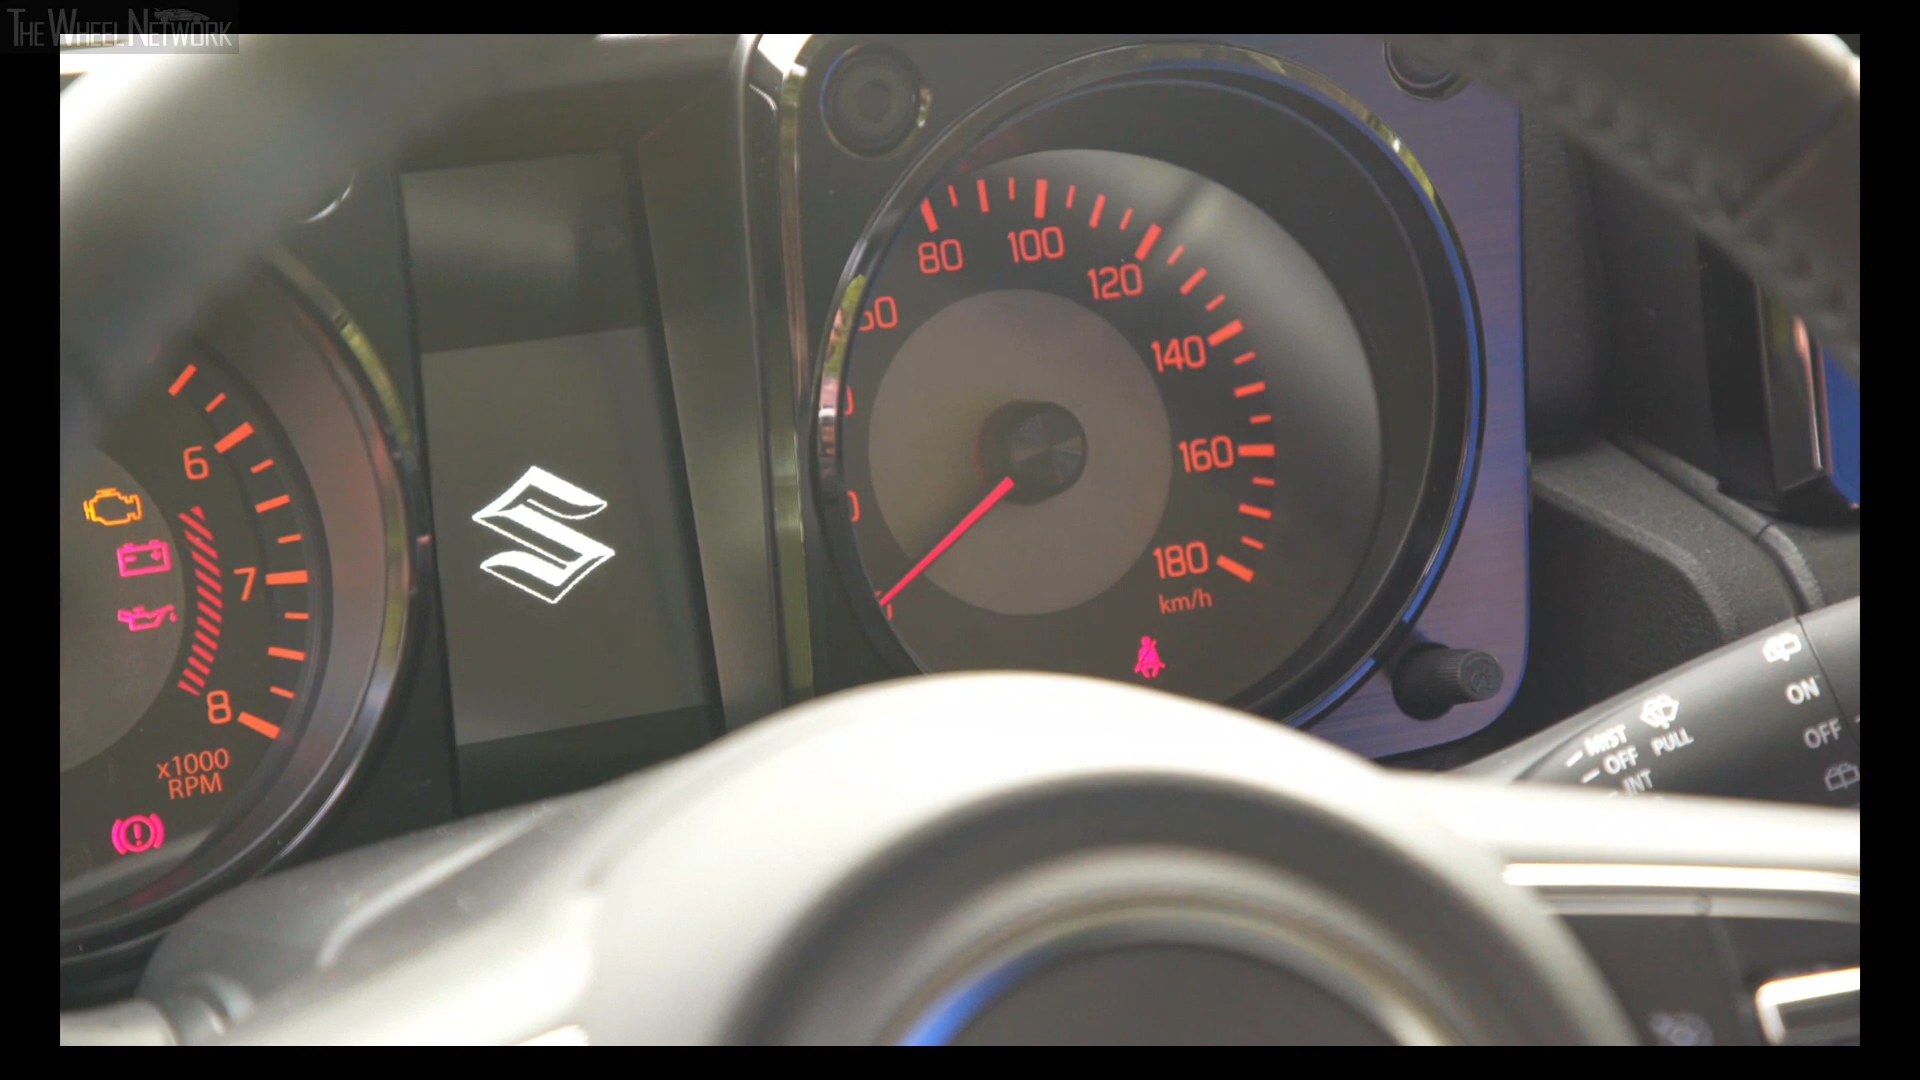 THE WHEEL NETWORK
80
100
120
140
160
180
km/h
6
7
8
x1000
RPM
MIST
OFF
INT
PULL
ON
OFF